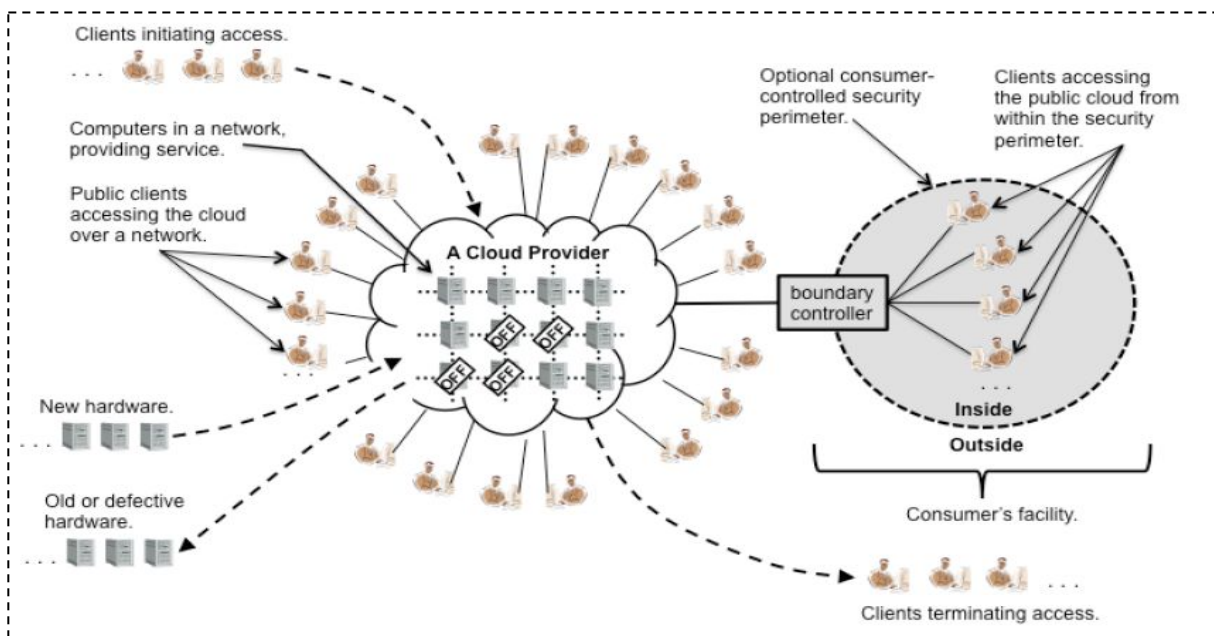 Clients initiating access.
. . .
Computers in a network,
providing service.
Public clients
accessing the cloud
over a network.
. . .
New hardware.
. . .
Old or defective
hardware.
. . .
A Cloud Provider
OFF OFF
OFF OFF
Optional consumer-
controlled security
perimeter.
Clients accessing
the public cloud from
within the security
perimeter.
boundary
controller
. . .
Inside
Outside
Consumer’s facility.
. . .
Clients terminating access.